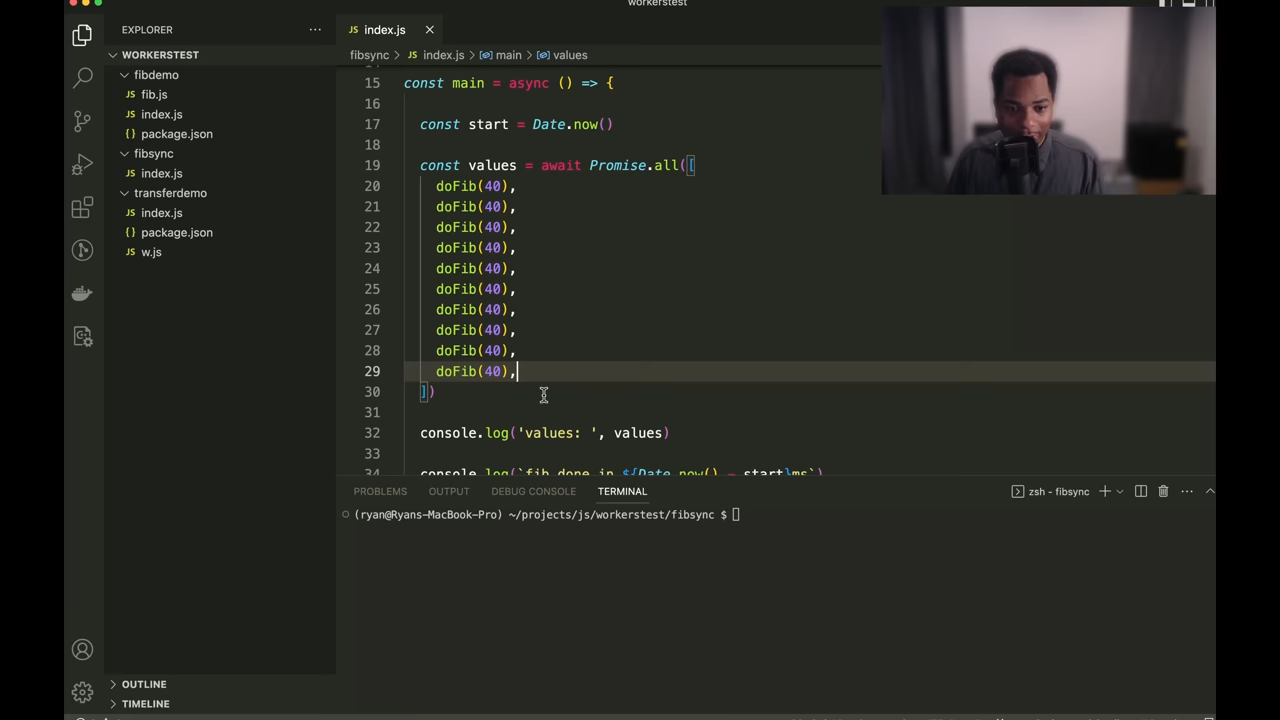 workerstest
EXPLORER
WORKERSTEST
fibdemo
JS fib.js
JS index.js
{} package.json
fibsync
JS index.js
transferdemo
JS index.js
{} package.json
JS w.js
OUTLINE
TIMELINE
JS index.js
fibsync > JS index.js > main > values
15 const main = async () => {
16
17 const start = Date.now()
18
19 const values = await Promise.all([
20 doFib(40),
21 doFib(40),
22 doFib(40),
23 doFib(40),
24 doFib(40),
25 doFib(40),
26 doFib(40),
27 doFib(40),
28 doFib(40),
29 doFib(40),
30 ])
31
32 console.log('values: ', values)
33
34 console.log(`fib done in ${Date.now() - start}ms`)
PROBLEMS OUTPUT DEBUG CONSOLE TERMINAL
zsh - fibsync
(ryan@Ryans-MacBook-Pro) ~/projects/js/workerstest/fibsync $